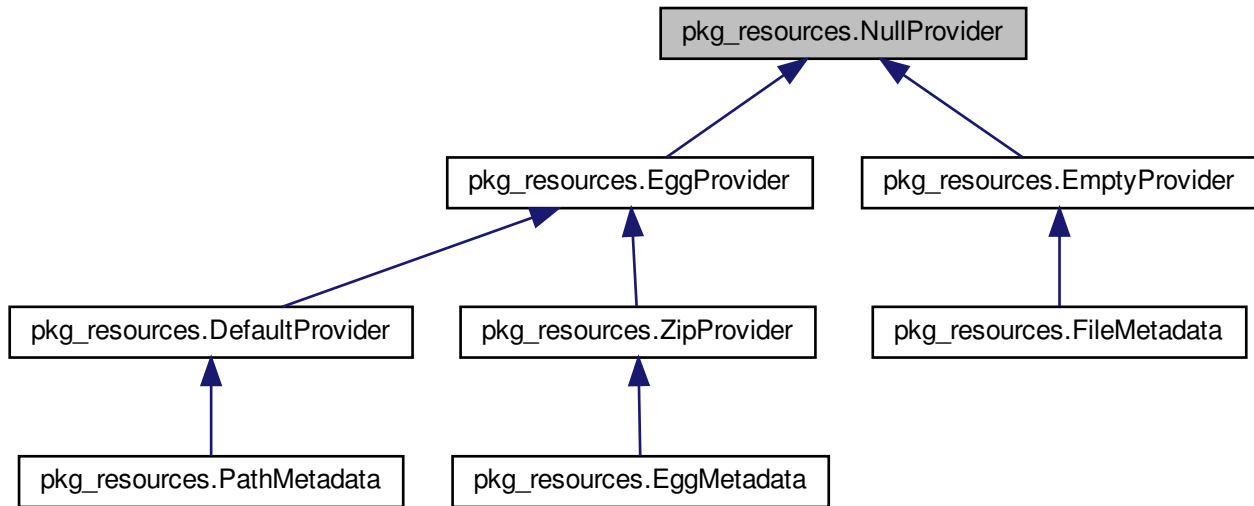 pkg_resources.NullProvider
pkg_resources.EggProvider
pkg_resources.EmptyProvider
pkg_resources.DefaultProvider
pkg_resources.ZipProvider
pkg_resources.FileMetadata
pkg_resources.PathMetadata
pkg_resources.EggMetadata